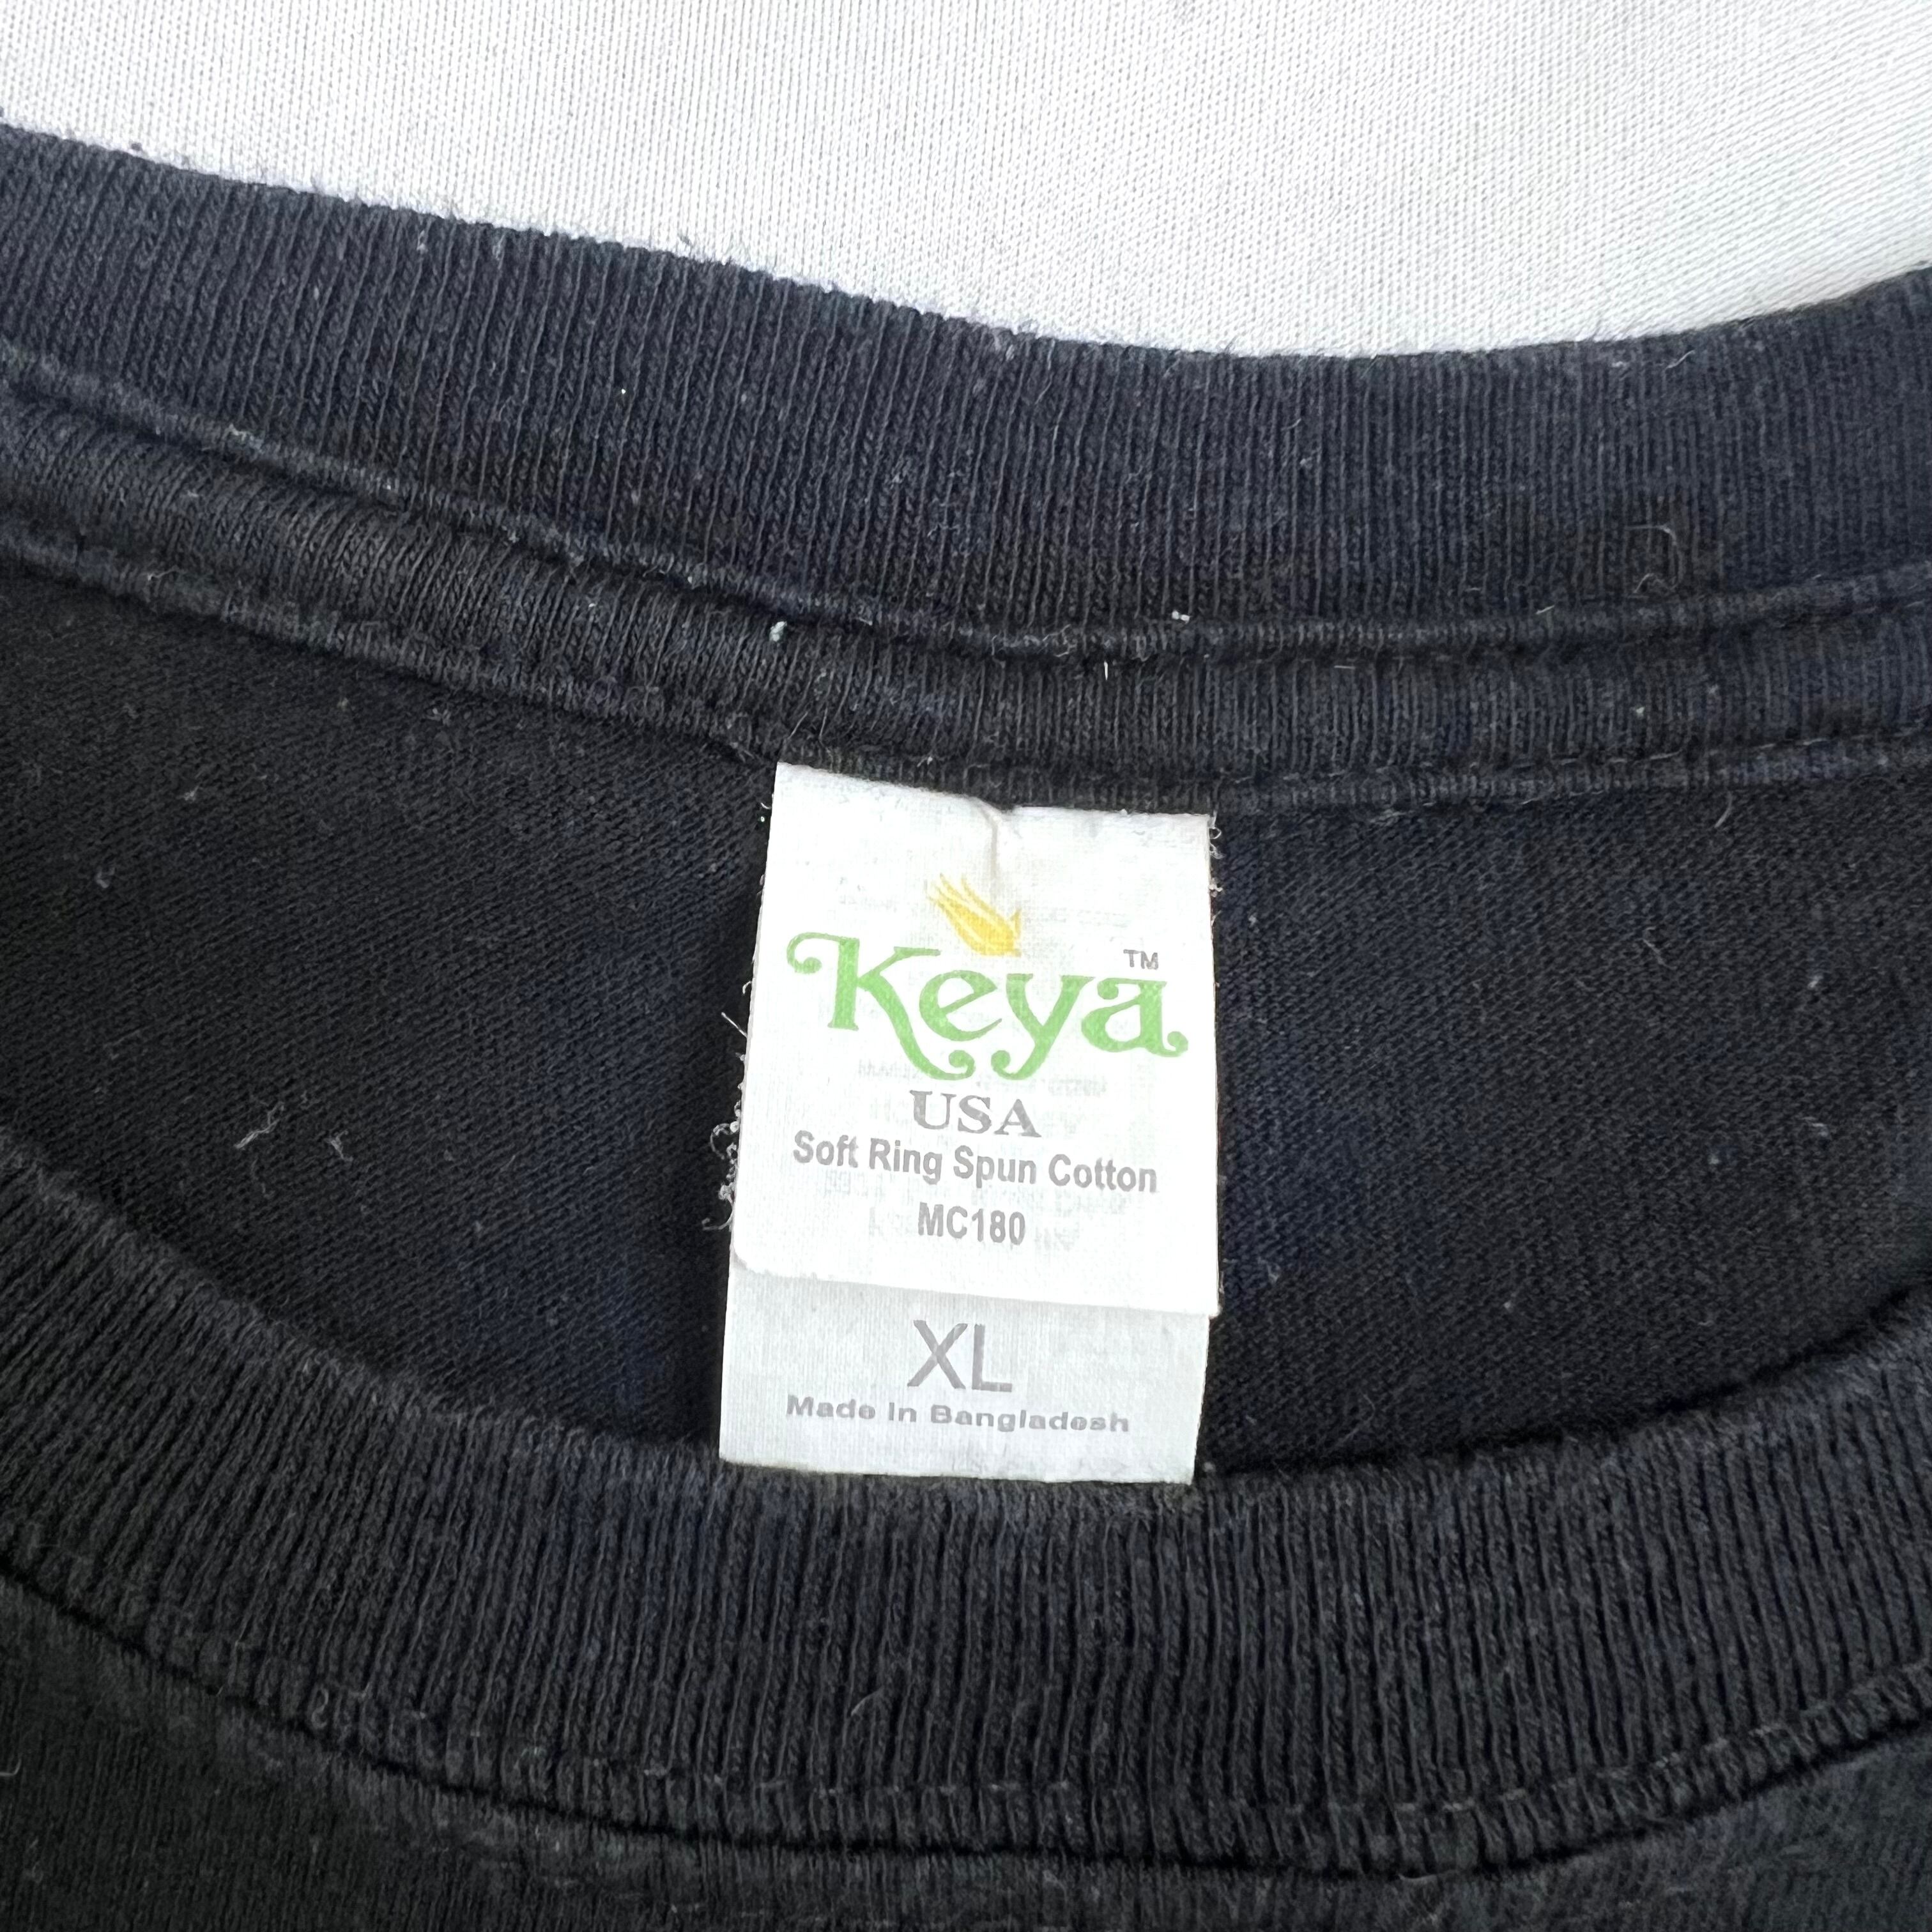 Keya™
USA
Soft Ring Spun Cotton
MC180
XL
Made In Bangladesh